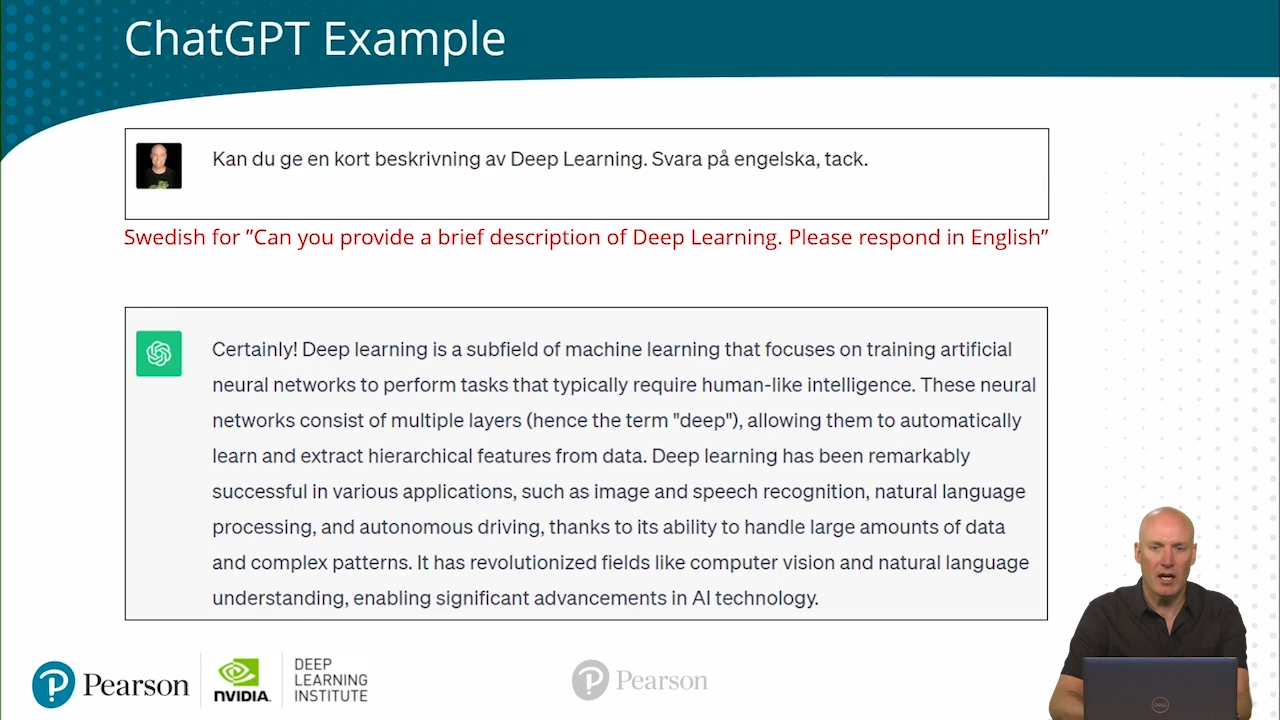 ChatGPT Example
Kan du ge en kort beskrivning av Deep Learning. Svara på engelska, tack.
Swedish for ”Can you provide a brief description of Deep Learning. Please respond in English”
Certainly! Deep learning is a subfield of machine learning that focuses on training artificial
neural networks to perform tasks that typically require human-like intelligence. These neural
networks consist of multiple layers (hence the term "deep"), allowing them to automatically
learn and extract hierarchical features from data. Deep learning has been remarkably
successful in various applications, such as image and speech recognition, natural language
processing, and autonomous driving, thanks to its ability to handle large amounts of data
and complex patterns. It has revolutionized fields like computer vision and natural language
understanding, enabling significant advancements in AI technology.
Pearson
NVIDIA.
DEEP
LEARNING
INSTITUTE
Pearson
DELL